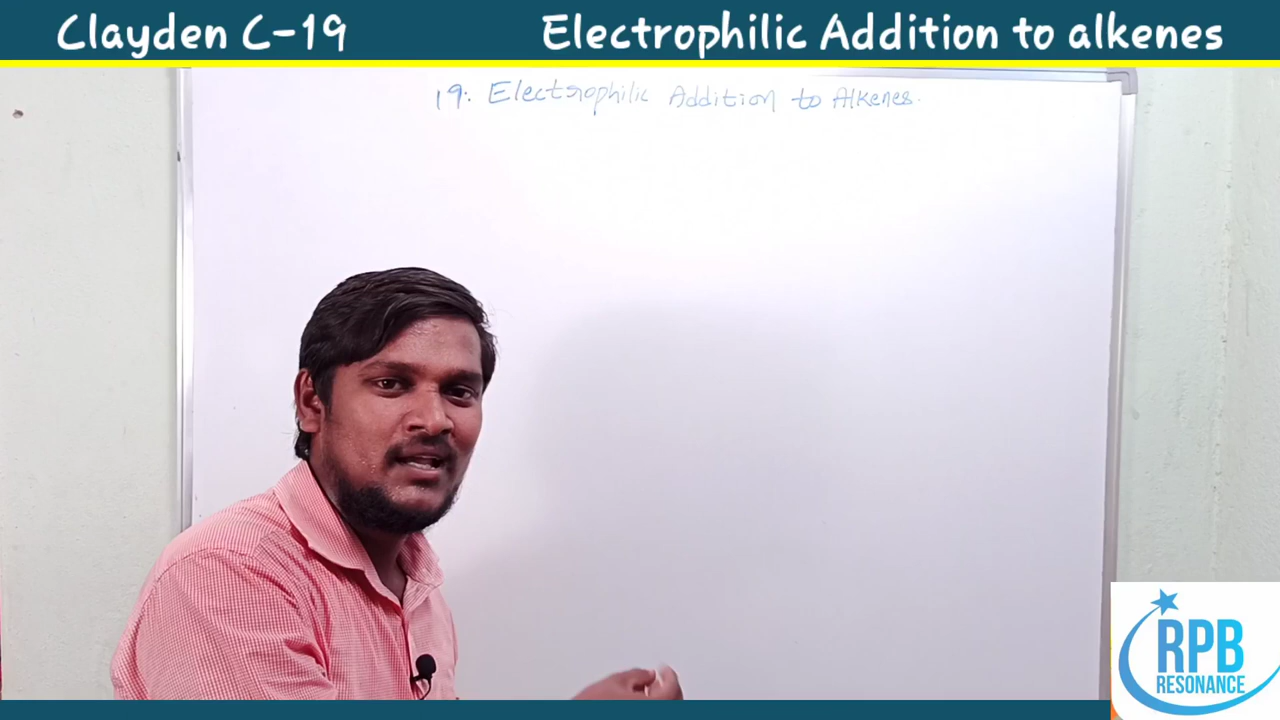 Clayden C-19 Electrophilic Addition to alkenes
19. Electrophilic Addition to Alkenes.
RPB
RESONANCE